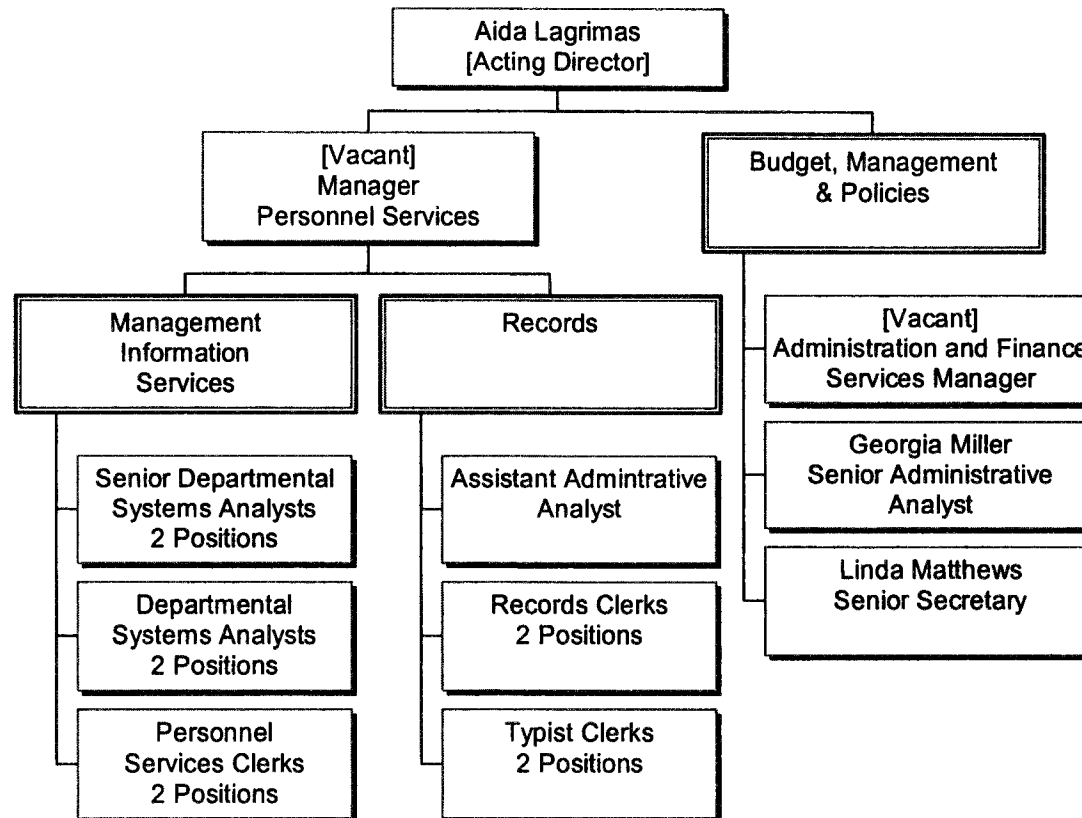 Aida Lagrimas
[Acting Director]
[Vacant]
Manager
Personnel Services
Budget, Management
& Policies
Management
Information
Services
Records
[Vacant]
Administration and Finance
Services Manager
Senior Departmental
Systems Analysts
2 Positions
Assistant Admintrative
Analyst
Georgia Miller
Senior Administrative
Analyst
Departmental
Systems Analysts
2 Positions
Records Clerks
2 Positions
Linda Matthews
Senior Secretary
Personnel
Services Clerks
2 Positions
Typist Clerks
2 Positions